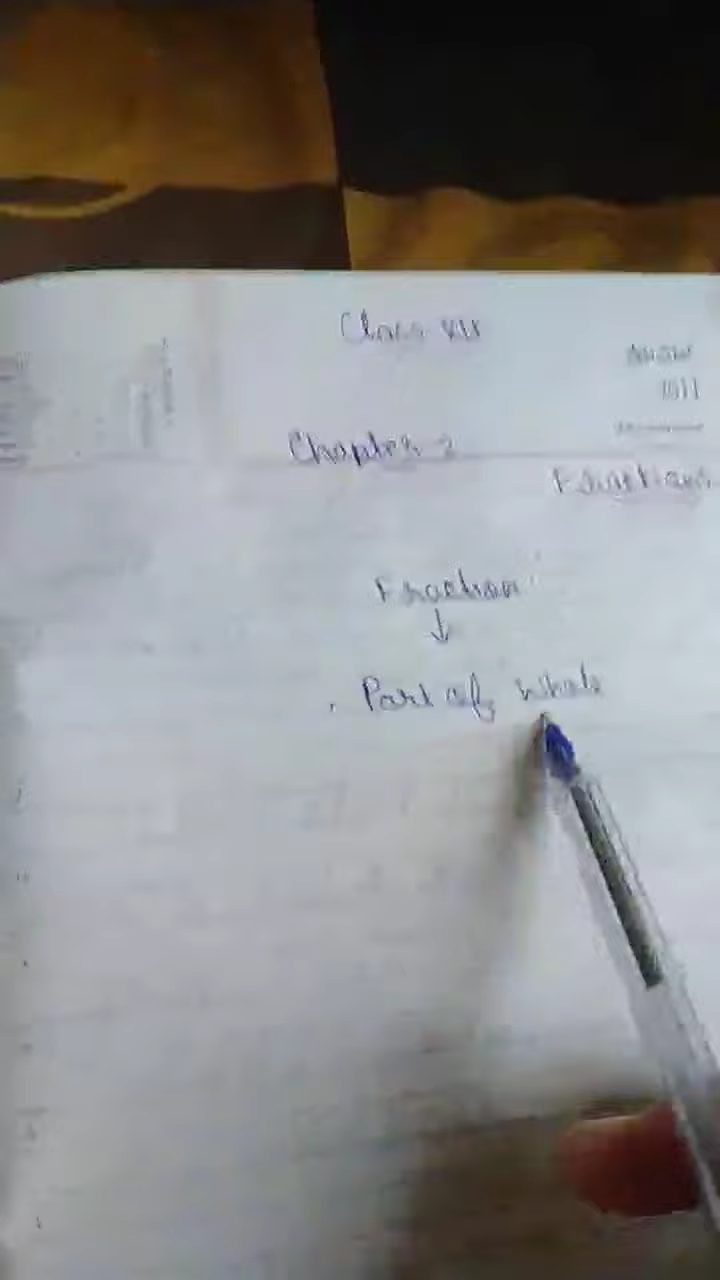 Class VII
Chapter 2
Fractions
Fraction
↓
Part of whole